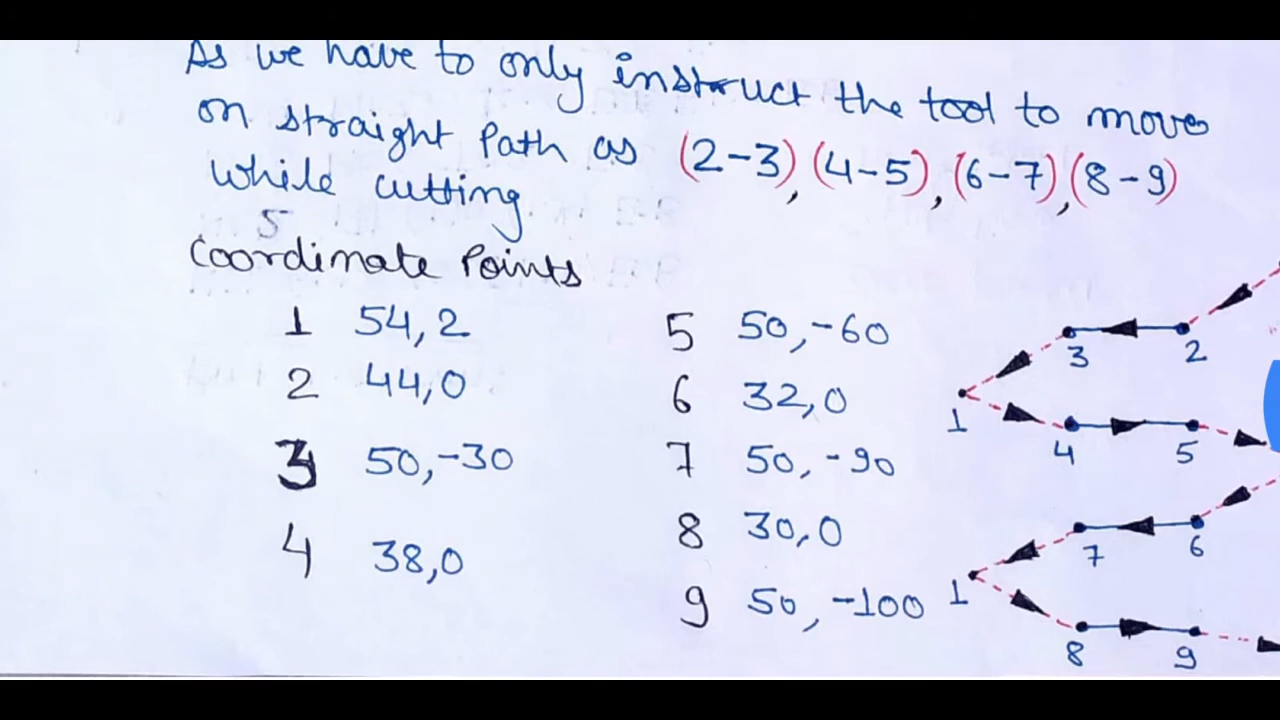 As we have to only instruct the tool to move
on straight Path as (2-3), (4-5), (6-7), (8-9)
while cutting
5
Coordinate Points
1 54, 2
2 44, 0
3 50, -30
4 38, 0
5 50, -60
6 32, 0
7 50, -90
8 30, 0
9 50, -100
3 2
1
4 5
7 6
1
8 9